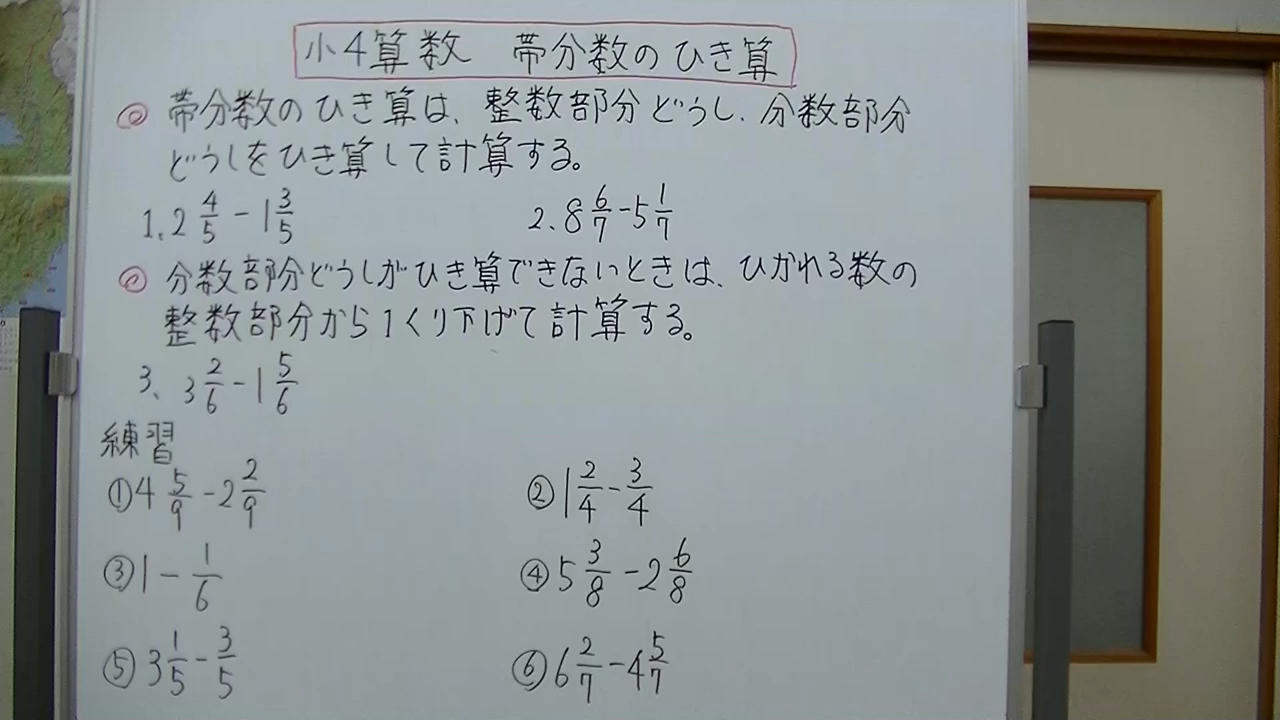 小4算数 帯分数のひき算
◎ 帯分数のひき算は、整数部分どうし、分数部分
どうしをひき算して計算する。
1、2 4/5 - 1 3/5
2、8 6/7 - 5 1/7
◎ 分数部分どうしがひき算できないときは、ひかれる数の
整数部分から1くり下げて計算する。
3、3 2/6 - 1 5/6
練習
① 4 5/9 - 2 2/9
② 1 2/4 - 3/4
③ 1 - 1/6
④ 5 3/8 - 2 6/8
⑤ 3 1/5 - 3/5
⑥ 6 2/7 - 4 5/7